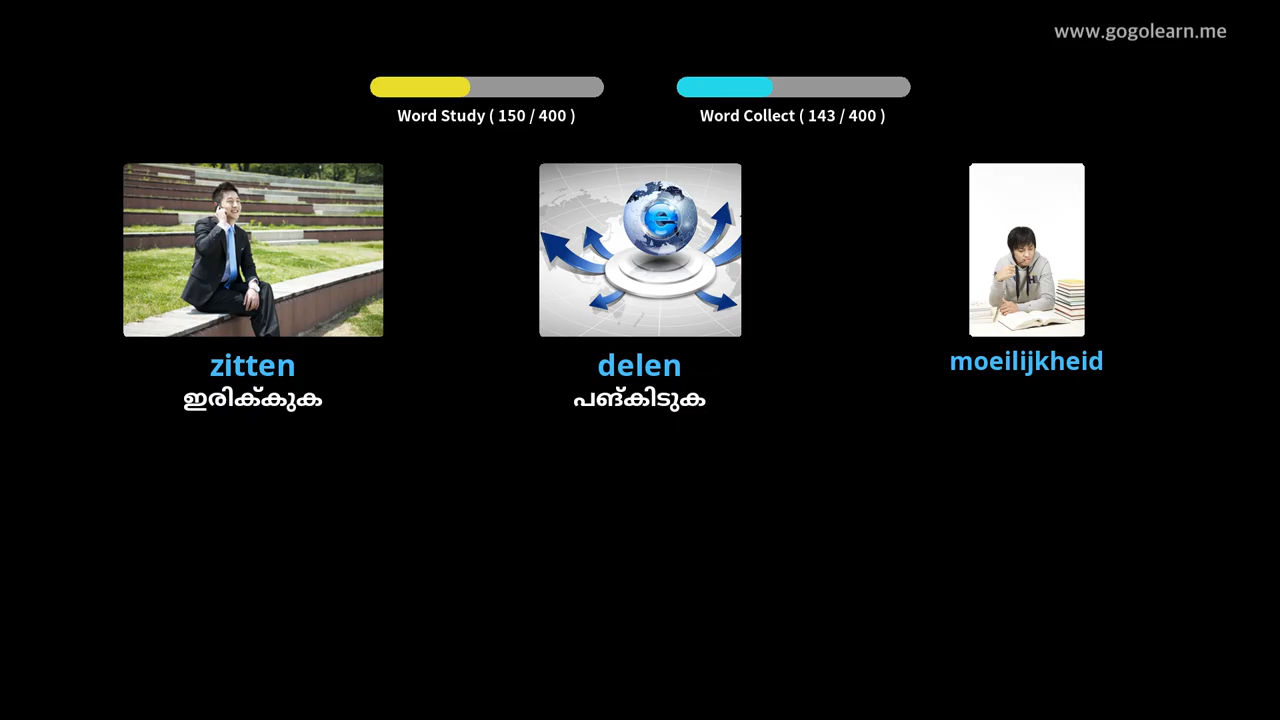 www.gogolearn.me
Word Study ( 150 / 400 )
Word Collect ( 143 / 400 )
e
zitten
ഇരിക്കുക
delen
പങ്കിടുക
moeilijkheid